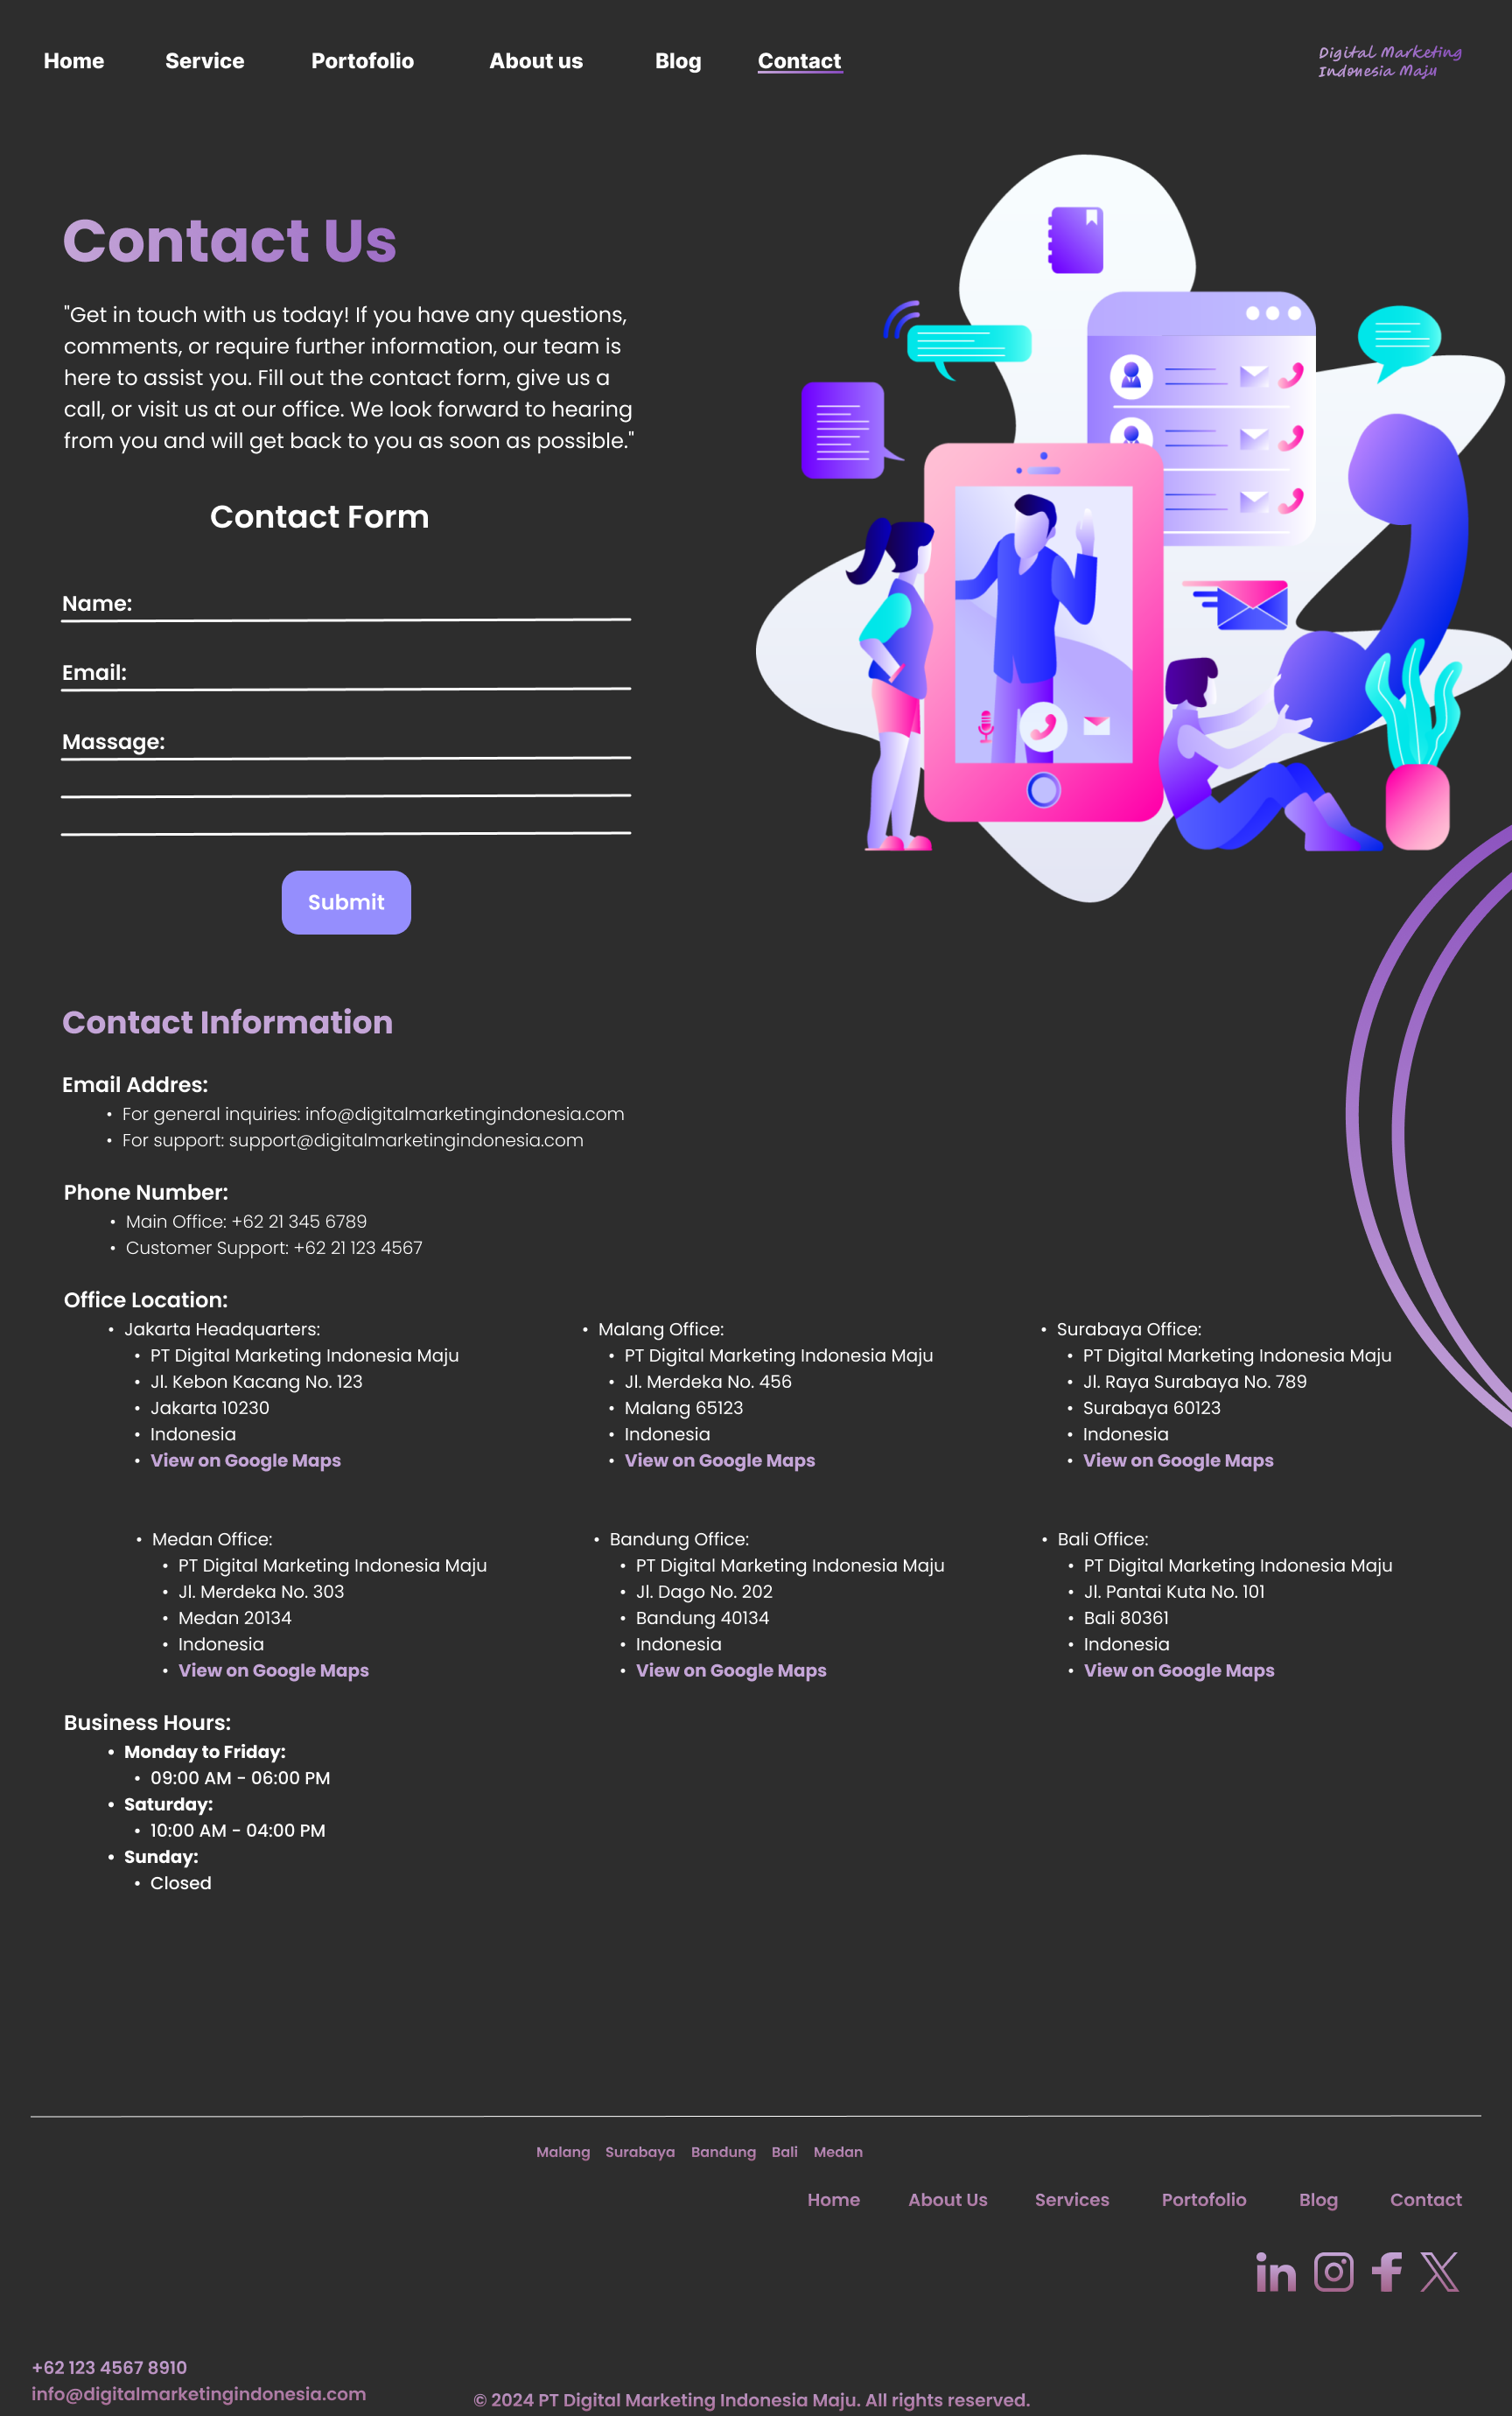 Home Service Portofolio About us Blog Contact
Digital Marketing
Indonesia Maju
Contact Us
"Get in touch with us today! If you have any questions,
comments, or require further information, our team is
here to assist you. Fill out the contact form, give us a
call, or visit us at our office. We look forward to hearing
from you and will get back to you as soon as possible."
Contact Form
Name:
Email:
Massage:
Submit
Contact Information
Email Addres:
• For general inquiries: info@digitalmarketingindonesia.com
• For support: support@digitalmarketingindonesia.com
Phone Number:
• Main Office: +62 21 345 6789
• Customer Support: +62 21 123 4567
Office Location:
• Jakarta Headquarters:
• PT Digital Marketing Indonesia Maju
• Jl. Kebon Kacang No. 123
• Jakarta 10230
• Indonesia
• View on Google Maps
• Malang Office:
• PT Digital Marketing Indonesia Maju
• Jl. Merdeka No. 456
• Malang 65123
• Indonesia
• View on Google Maps
• Surabaya Office:
• PT Digital Marketing Indonesia Maju
• Jl. Raya Surabaya No. 789
• Surabaya 60123
• Indonesia
• View on Google Maps
• Medan Office:
• PT Digital Marketing Indonesia Maju
• Jl. Merdeka No. 303
• Medan 20134
• Indonesia
• View on Google Maps
• Bandung Office:
• PT Digital Marketing Indonesia Maju
• Jl. Dago No. 202
• Bandung 40134
• Indonesia
• View on Google Maps
• Bali Office:
• PT Digital Marketing Indonesia Maju
• Jl. Pantai Kuta No. 101
• Bali 80361
• Indonesia
• View on Google Maps
Business Hours:
• Monday to Friday:
• 09:00 AM - 06:00 PM
• Saturday:
• 10:00 AM - 04:00 PM
• Sunday:
• Closed
Malang Surabaya Bandung Bali Medan
Home About Us Services Portofolio Blog Contact
+62 123 4567 8910
info@digitalmarketingindonesia.com
© 2024 PT Digital Marketing Indonesia Maju. All rights reserved.